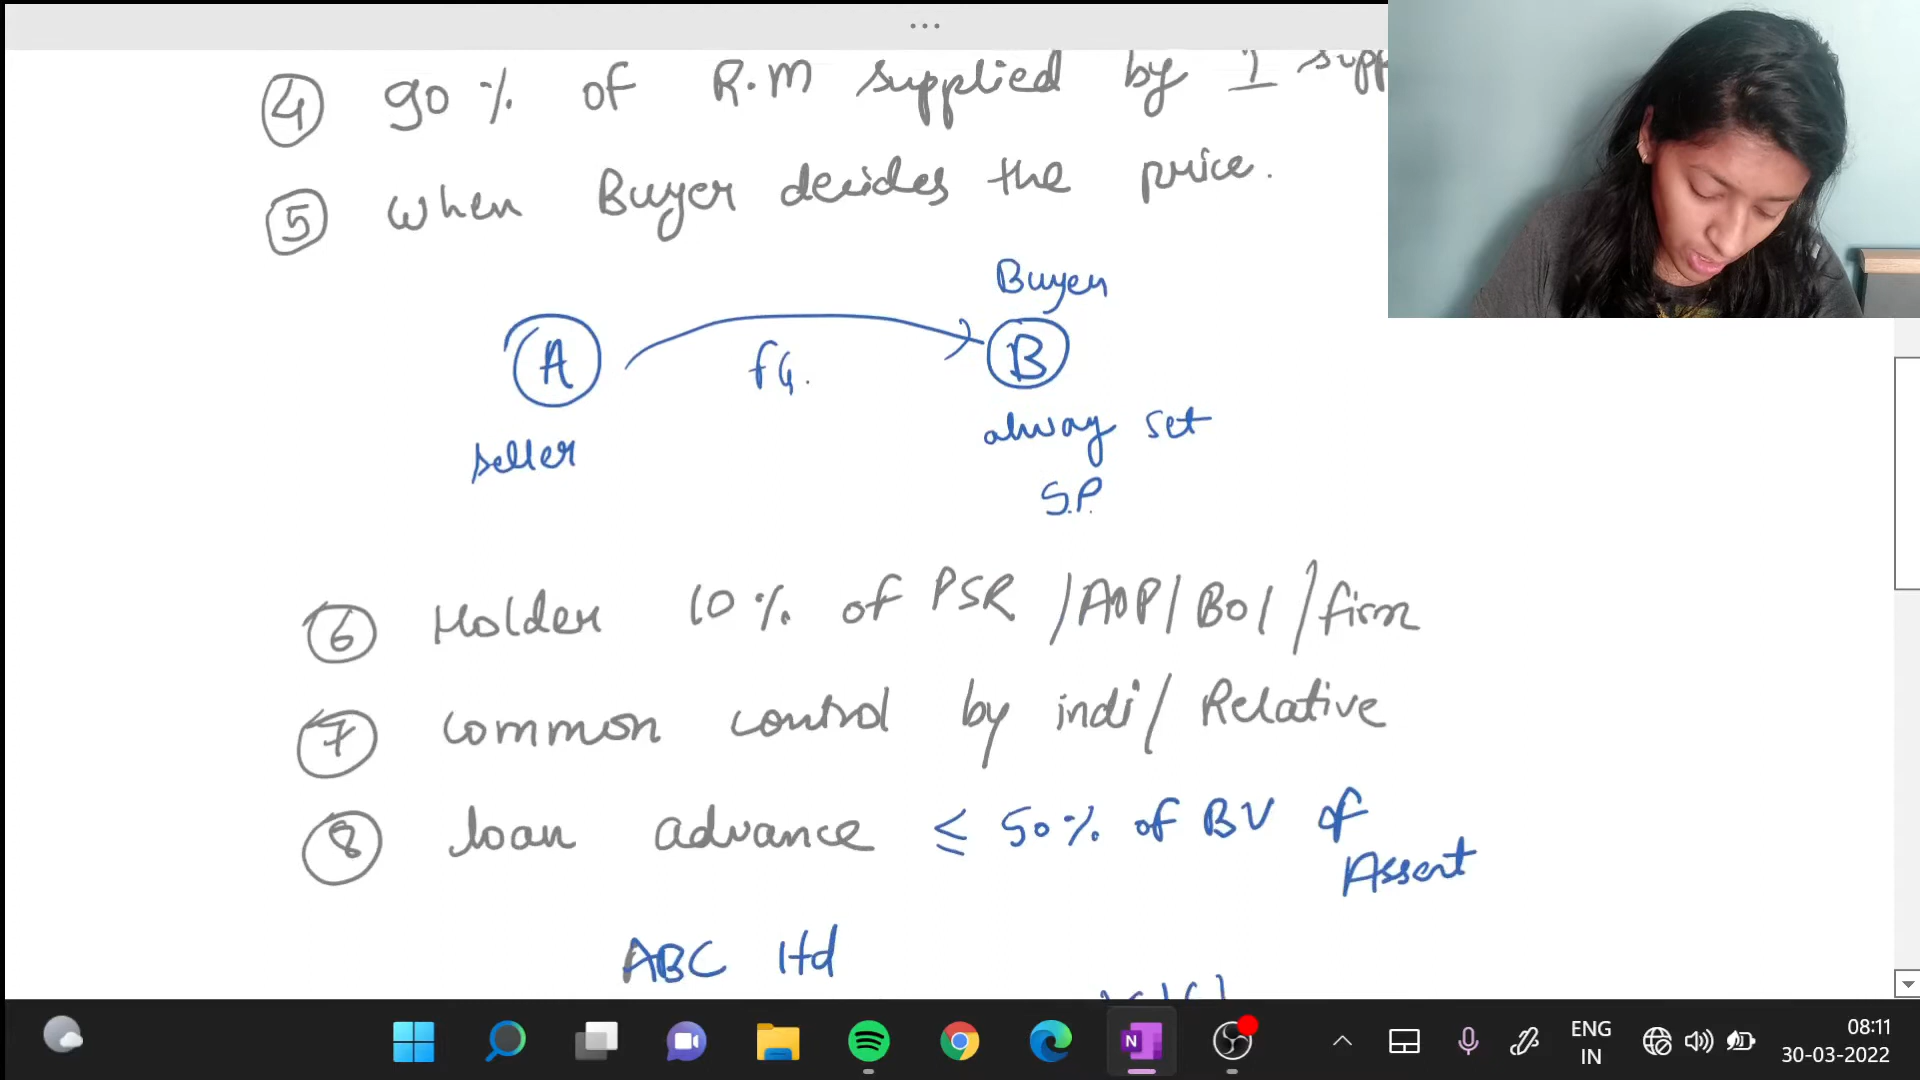 ...
④ 90 % of R.M supplied by 1 supp
⑤ when Buyer decides the price.
Buyer
A
FG.
B
seller
alway set
S.P.
⑥ Holder 10 % of PSR / AOP / BOI / firm
⑦ common control by indi / Relative
⑧ loan advance ≤ 50 % of BV of
Assent
ABC ltd
N
ENG
IN
08:11
30-03-2022